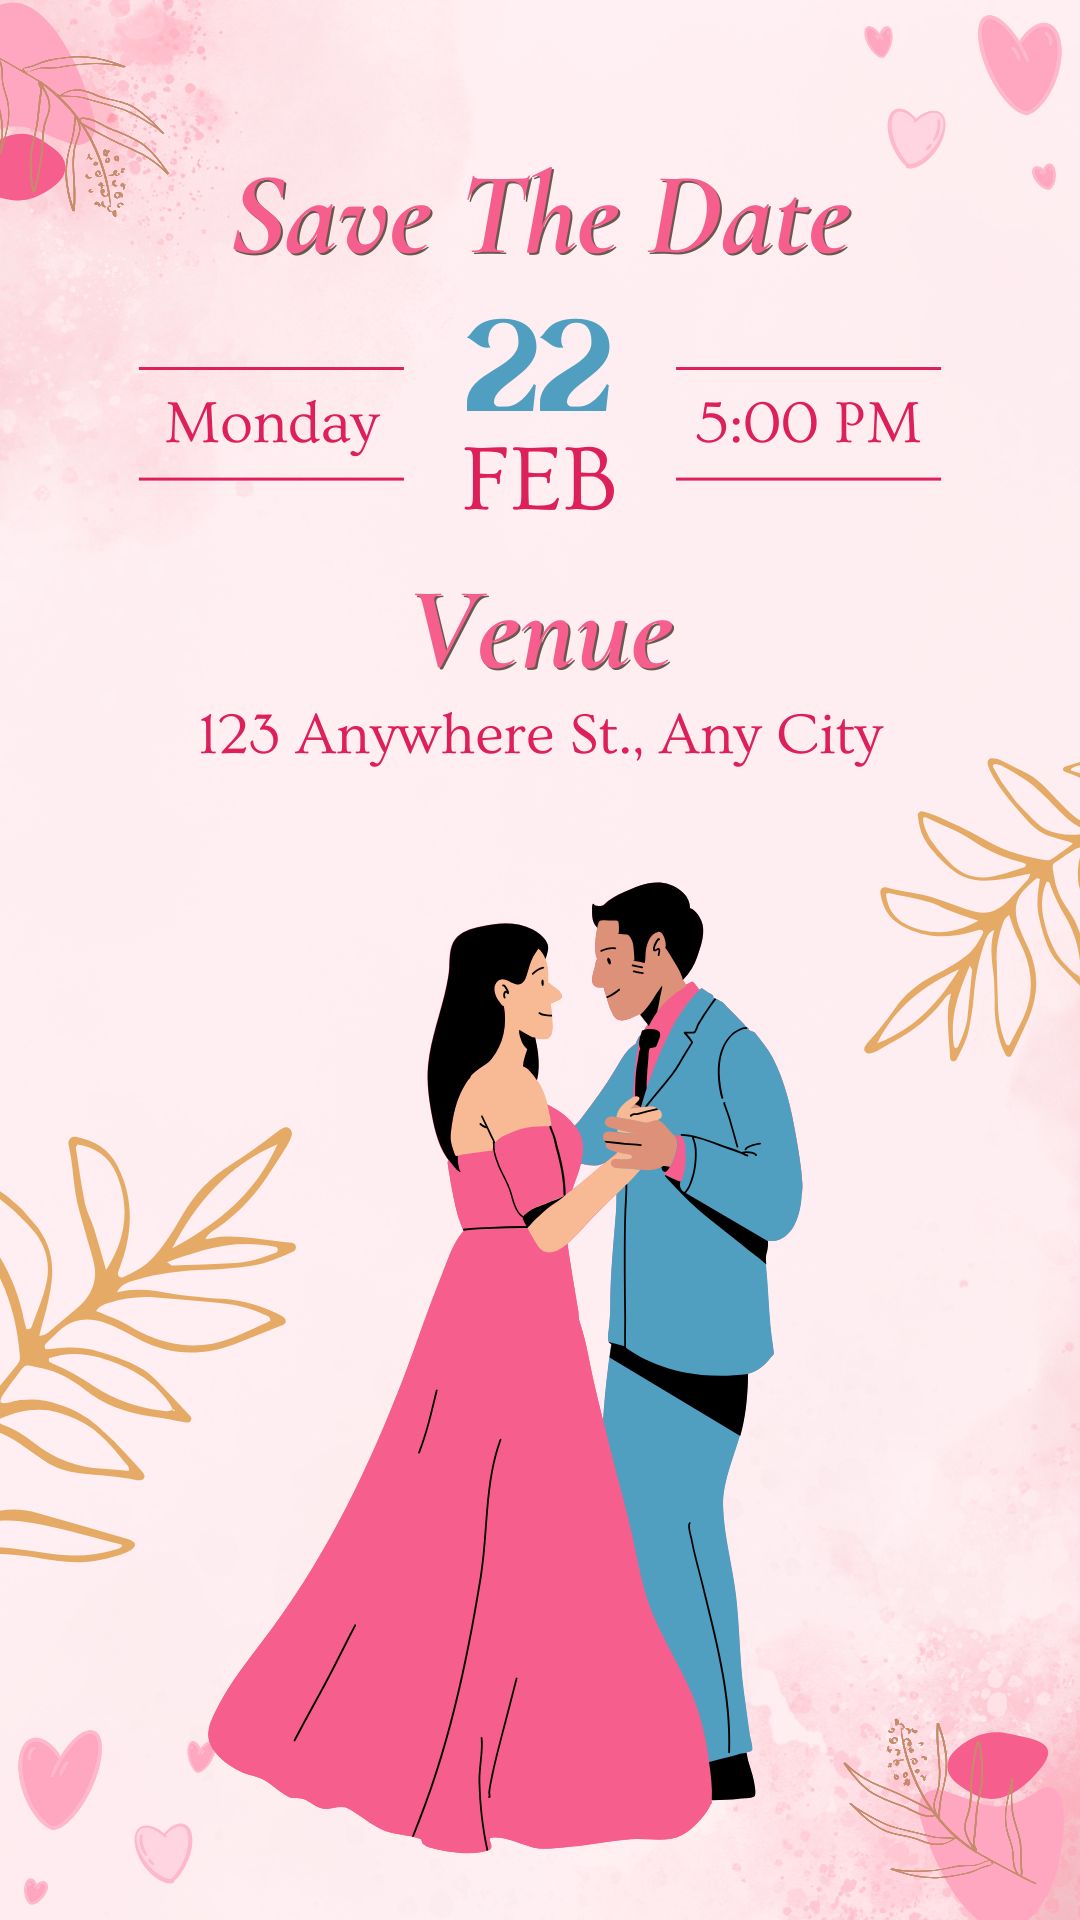 Save The Date
22
Monday
5:00 PM
FEB
Venue
123 Anywhere St., Any City